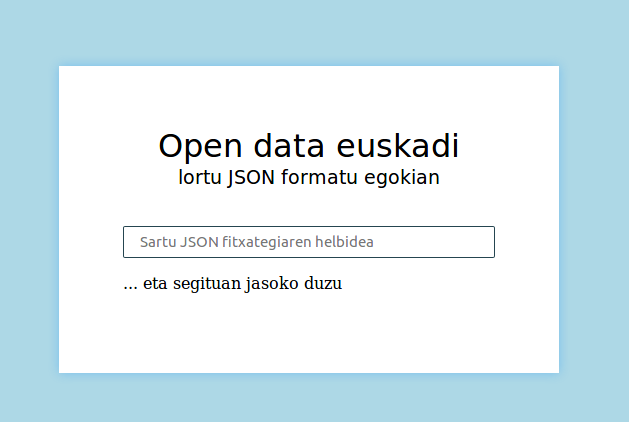 Open data euskadi
lortu JSON formatu egokian
Sartu JSON fitxategiaren helbidea
... eta segituan jasoko duzu